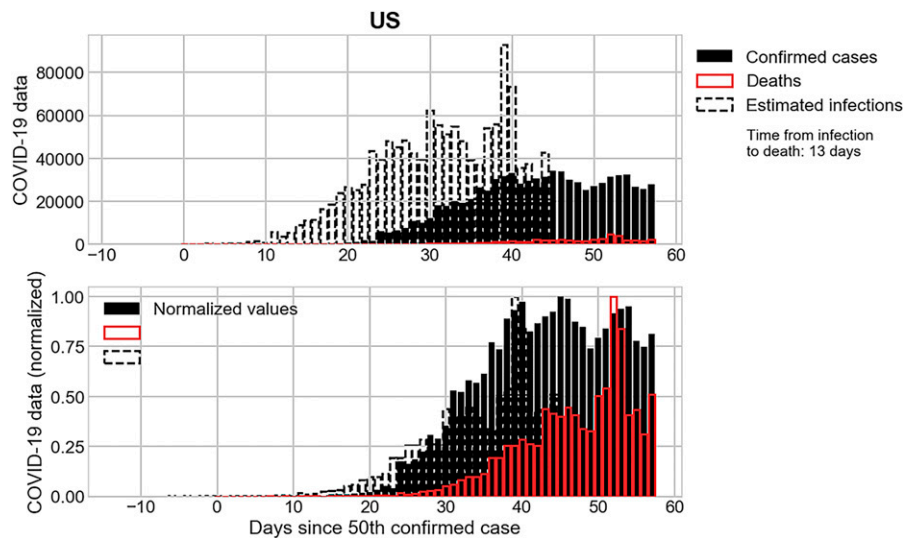 US
COVID-19 data
80000
60000
40000
20000
0
−10
0
10
20
30
40
50
60
Confirmed cases
Deaths
Estimated infections
Time from infection
to death: 13 days
COVID-19 data (normalized)
1.00
0.75
0.50
0.25
0.00
Normalized values
−10
0
10
20
30
40
50
60
Days since 50th confirmed case